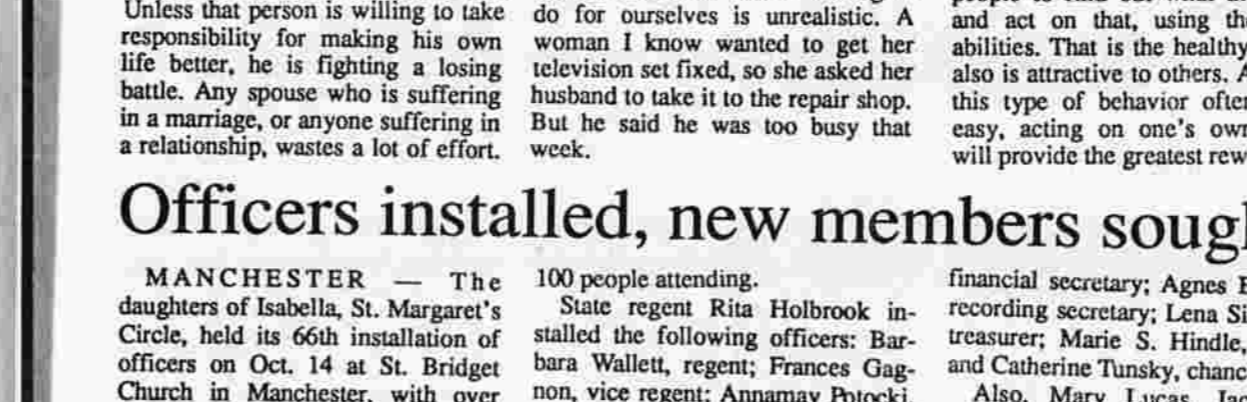 Unless that person is willing to take
responsibility for making his own
life better, he is fighting a losing
battle. Any spouse who is suffering
in a marriage, or anyone suffering in
a relationship, wastes a lot of effort.
do for ourselves is unrealistic. A
woman I know wanted to get her
television set fixed, so she asked her
husband to take it to the repair shop.
But he said he was too busy that
week.
and act on that, using
abilities. That is the healthy
also is attractive to others.
this type of behavior
easy, acting on one's
will provide the greatest
Officers installed, new members
MANCHESTER — The
daughters of Isabella, St. Margaret's
Circle, held its 66th installation of
officers on Oct. 14 at St. Bridget
Church in Manchester, with over
100 people attending.
State regent Rita Holbrook in-
stalled the following officers: Bar-
bara Wallett, regent; Frances Gag-
non, vice regent; Annamay Potocki,
financial secretary; Agnes
recording secretary; Lena
treasurer; Marie S. Hindle,
and Catherine Tunsky,
Also, Mary Lucas,